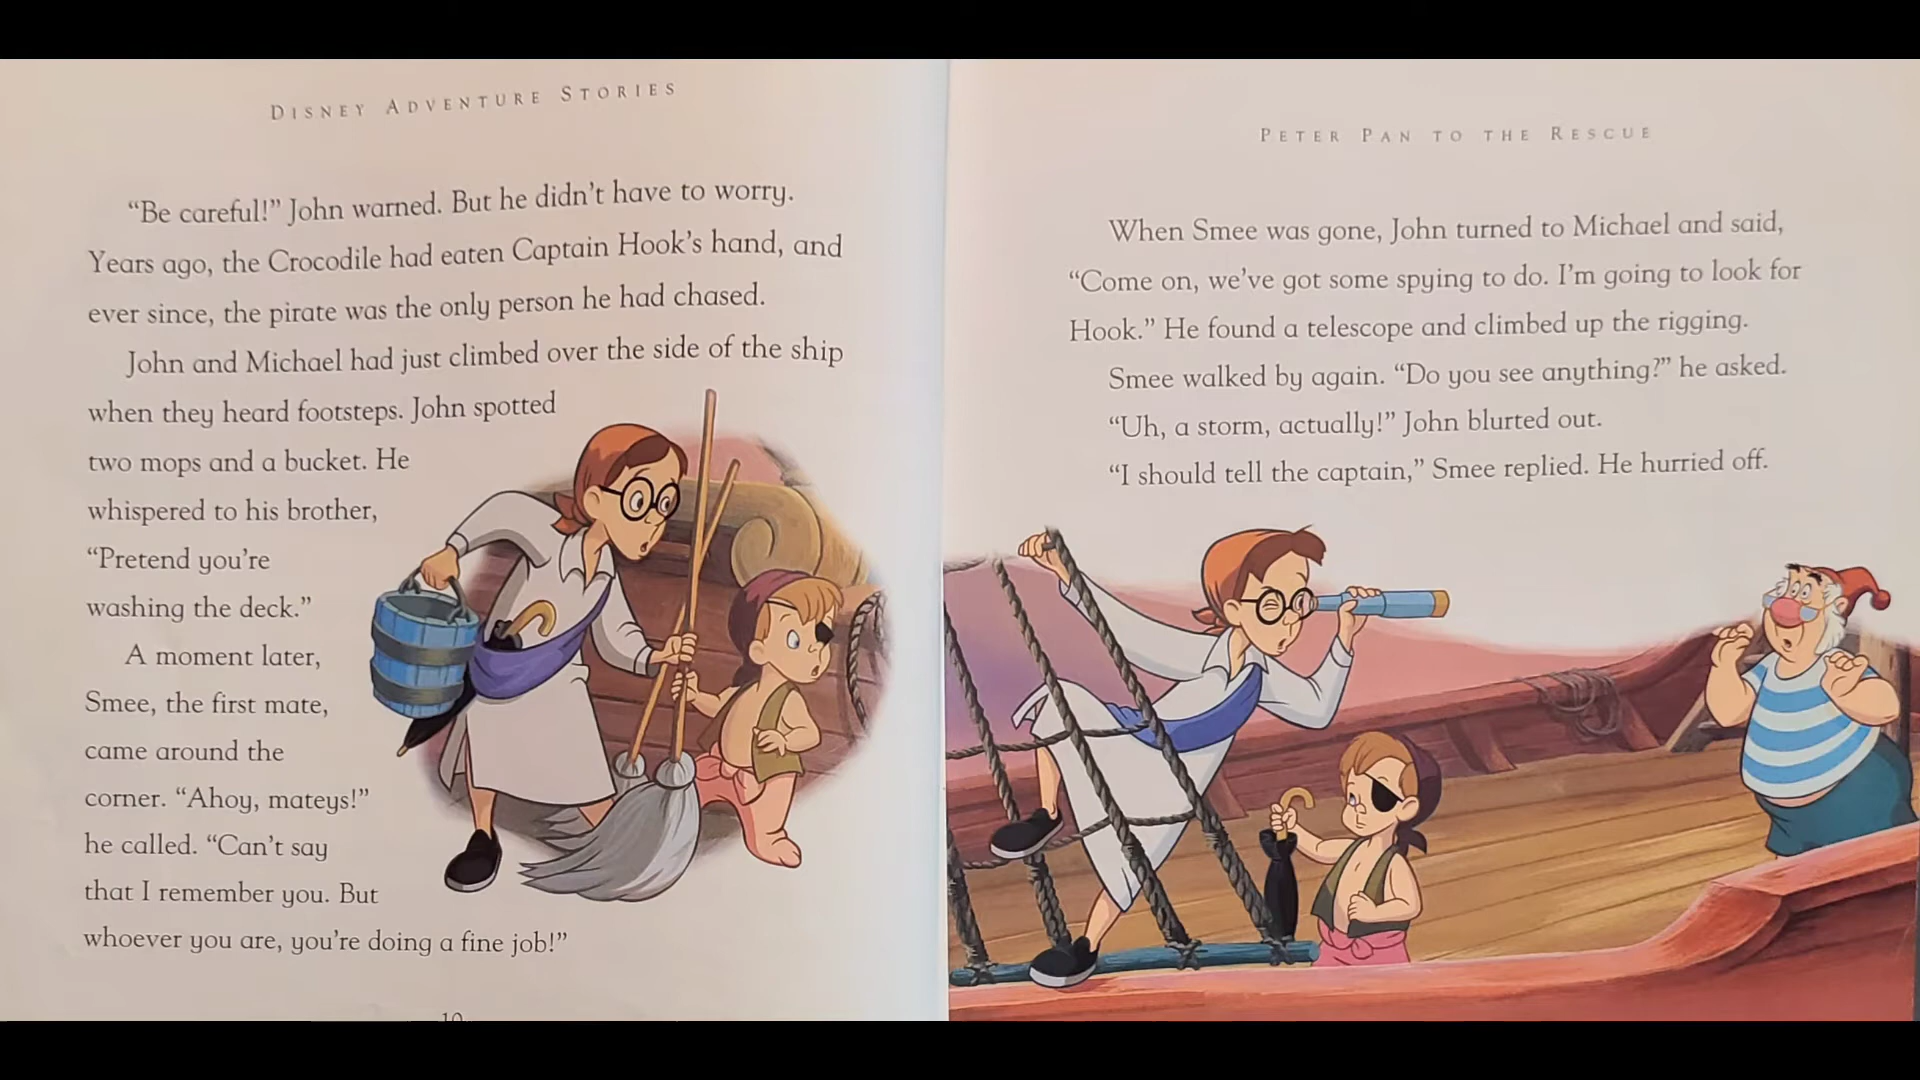 DISNEY ADVENTURE STORIES
“Be careful!” John warned. But he didn’t have to worry.
Years ago, the Crocodile had eaten Captain Hook’s hand, and
ever since, the pirate was the only person he had chased.
John and Michael had just climbed over the side of the ship
when they heard footsteps. John spotted
two mops and a bucket. He
whispered to his brother,
“Pretend you’re
washing the deck.”
A moment later,
Smee, the first mate,
came around the
corner. “Ahoy, mateys!”
he called. “Can’t say
that I remember you. But
whoever you are, you’re doing a fine job!”
10
PETER PAN TO THE RESCUE
When Smee was gone, John turned to Michael and said,
“Come on, we’ve got some spying to do. I’m going to look for
Hook.” He found a telescope and climbed up the rigging.
Smee walked by again. “Do you see anything?” he asked.
“Uh, a storm, actually!” John blurted out.
“I should tell the captain,” Smee replied. He hurried off.